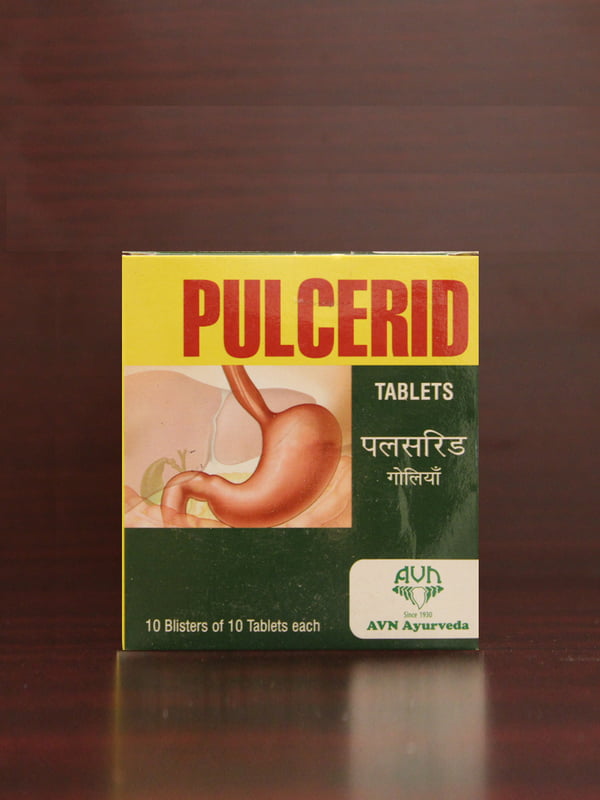 PULCERID
TABLETS
पलसरिड
गोलियाँ
10 Blisters of 10 Tablets each
AVN
Since 1930
AVN Ayurveda